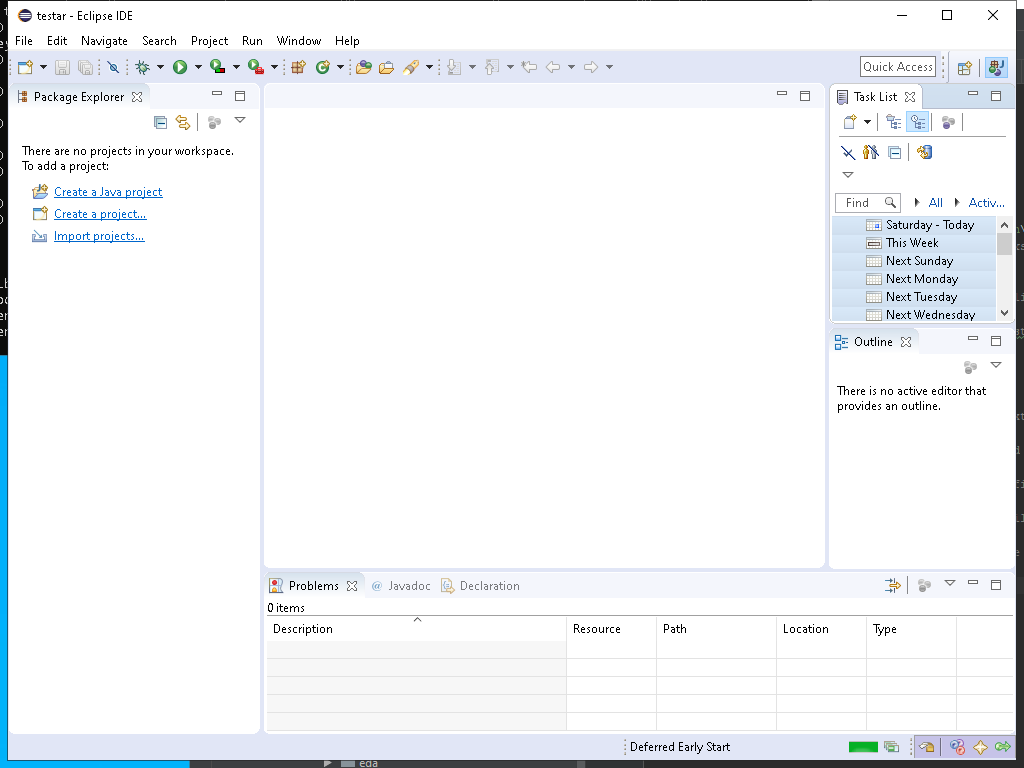 testar - Eclipse IDE
File Edit Navigate Search Project Run Window Help
Quick Access
Package Explorer
There are no projects in your workspace.
To add a project:
Create a Java project
Create a project...
Import projects...
Task List
Find
All
Activ...
Saturday - Today
This Week
Next Sunday
Next Monday
Next Tuesday
Next Wednesday
Outline
There is no active editor that
provides an outline.
Problems @ Javadoc Declaration
0 items
Description Resource Path Location Type
Deferred Early Start
eda